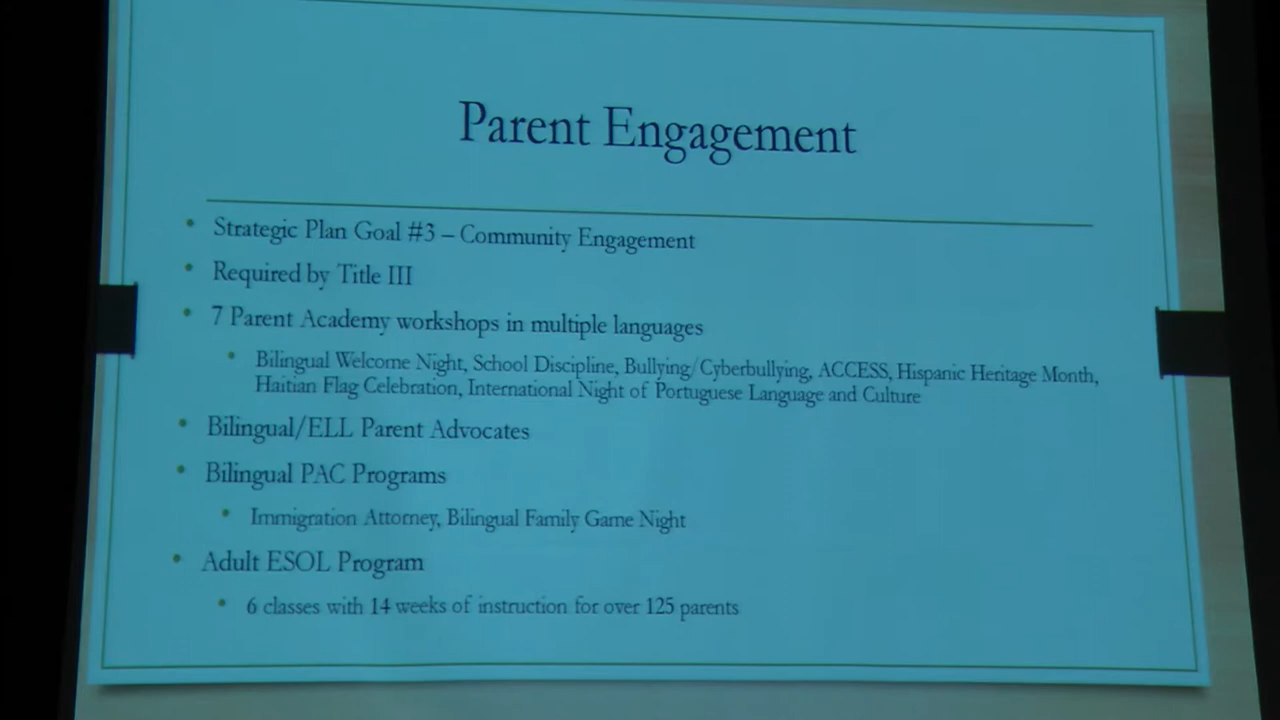 Parent Engagement
• Strategic Plan Goal #3 – Community Engagement
• Required by Title III
• 7 Parent Academy workshops in multiple languages
• Bilingual Welcome Night, School Discipline, Bullying/Cyberbullying, ACCESS, Hispanic Heritage Month,
Haitian Flag Celebration, International Night of Portuguese Language and Culture
• Bilingual/ELL Parent Advocates
• Bilingual PAC Programs
• Immigration Attorney, Bilingual Family Game Night
• Adult ESOL Program
• 6 classes with 14 weeks of instruction for over 125 parents